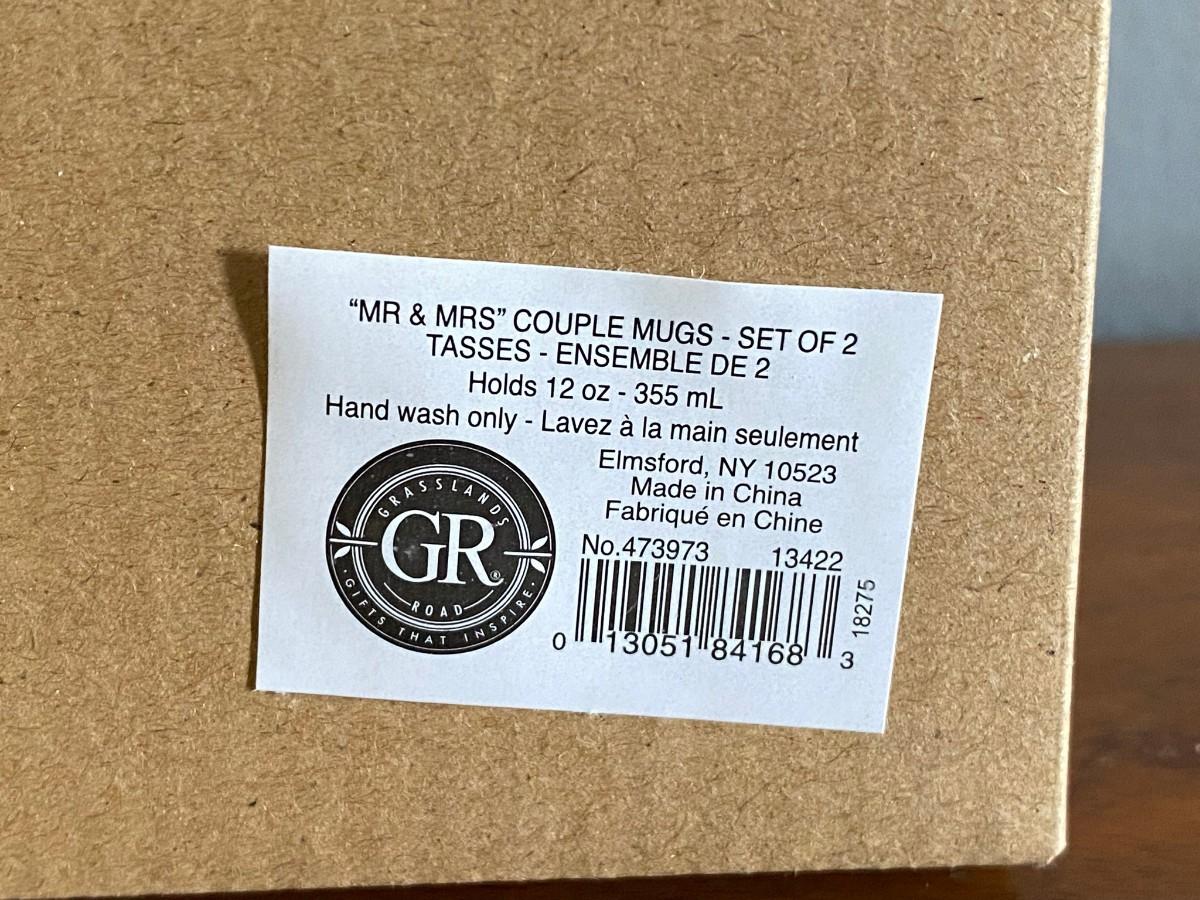 “MR & MRS” COUPLE MUGS - SET OF 2
TASSES - ENSEMBLE DE 2
Holds 12 oz - 355 mL
Hand wash only - Lavez à la main seulement
GRASSLANDS
GR®
ROAD
· GIFTS THAT INSPIRE ·
Elmsford, NY 10523
Made in China
Fabriqué en Chine
No.473973 13422
18275
0 13051 84168 3